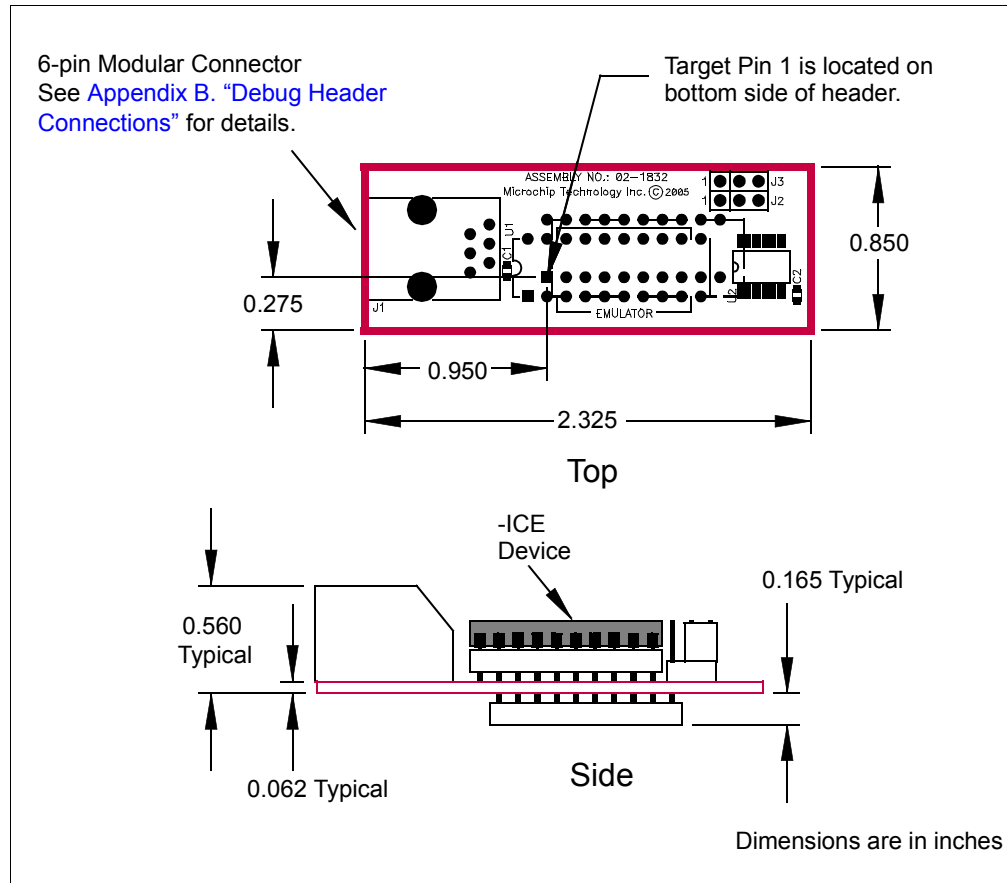 6-pin Modular Connector
See Appendix B. “Debug Header
Connections” for details.
Target Pin 1 is located on
bottom side of header.
ASSEMBLY NO.: 02-1832
Microchip Technology Inc. © 2005
1 J3
1 J2
U1
C1
J1
EMULATOR
U2
C2
0.850
0.275
0.950
2.325
Top
-ICE
Device
0.165 Typical
0.560
Typical
0.062 Typical
Side
Dimensions are in inches